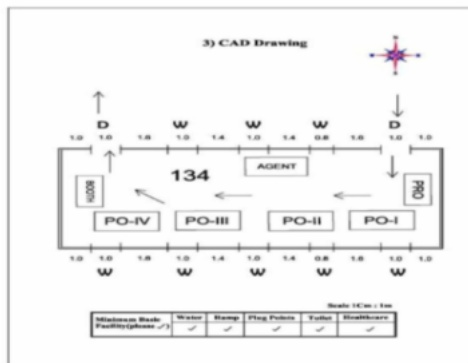 3) CAD Drawing
D W W W D
1.0 1.0 1.6 1.0 1.4 1.0 1.4 0.8 1.0 1.0 1.0
134
AGENT
BOOTH
PRO
PO-IV PO-III PO-II PO-I
1.0 1.0 1.6 1.0 1.4 1.0 1.4 1.0 1.0 1.0 1.0
W W W W W
Scale 1Cm : 1m
Minimum Basic Facility(please ✓) Water Ramp Plug Points Toilet Healthcare
✓ ✓ ✓ ✓ ✓